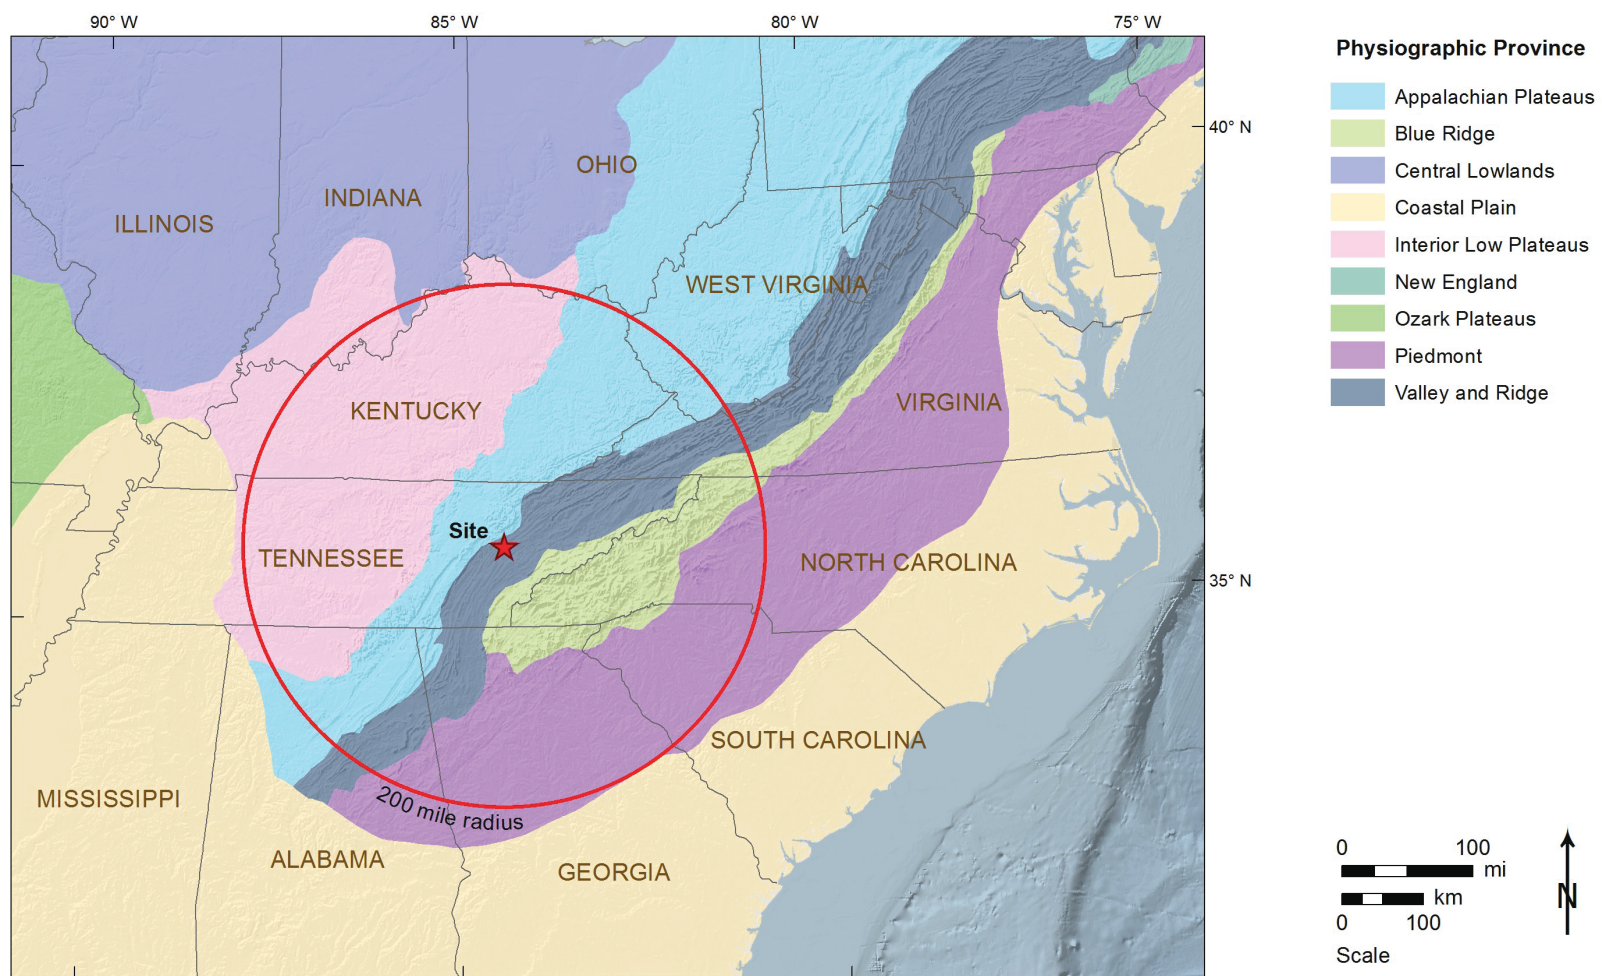 90° W
85° W
80° W
75° W
Physiographic Province
Appalachian Plateaus
Blue Ridge
Central Lowlands
Coastal Plain
Interior Low Plateaus
New England
Ozark Plateaus
Piedmont
Valley and Ridge
40° N
OHIO
INDIANA
ILLINOIS
WEST VIRGINIA
KENTUCKY
VIRGINIA
Site
TENNESSEE
NORTH CAROLINA
35° N
SOUTH CAROLINA
MISSISSIPPI
200 mile radius
ALABAMA
GEORGIA
0 100
mi
km
0 100
Scale
N